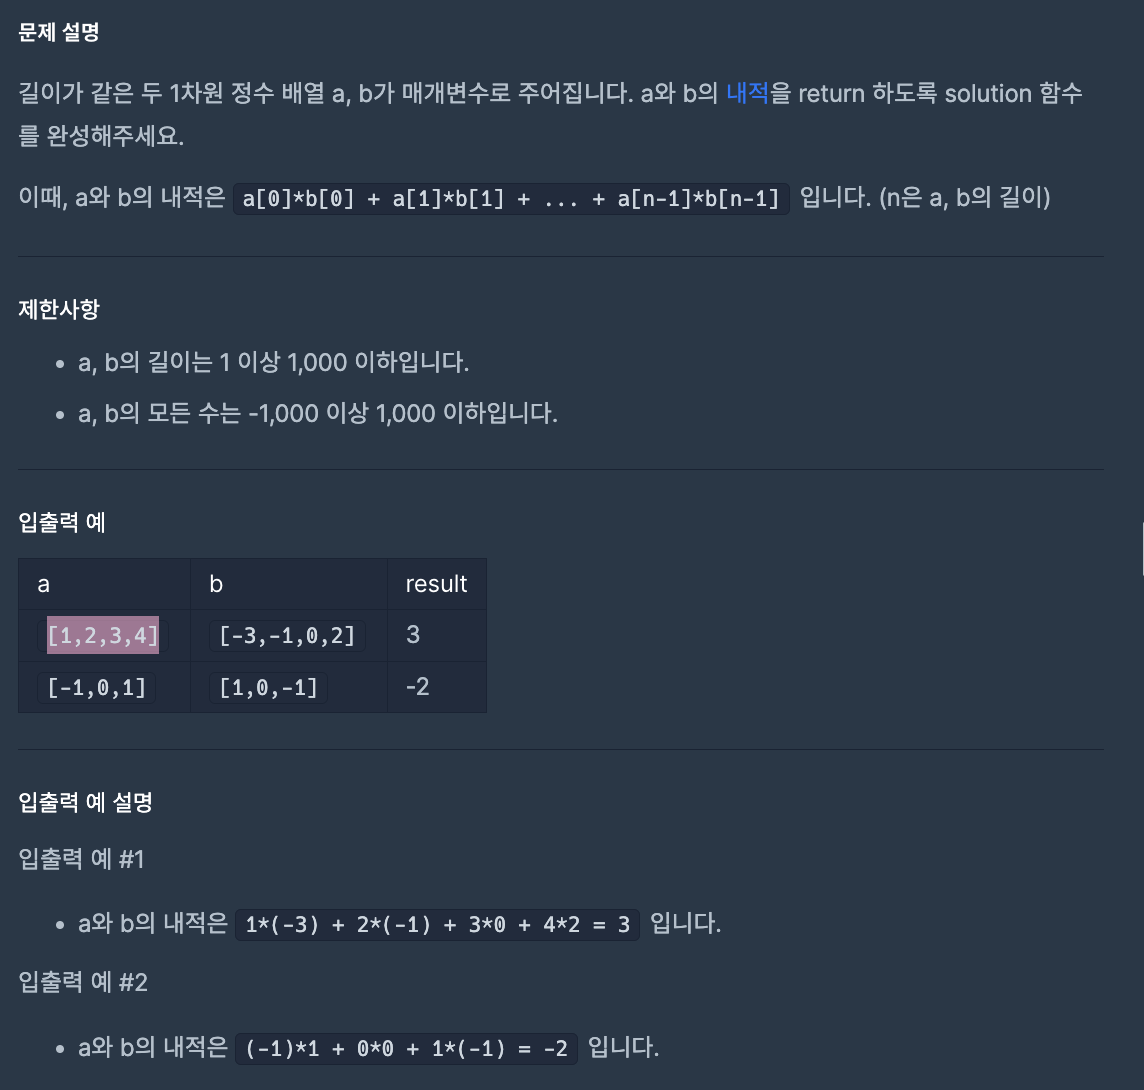 문제 설명
길이가 같은 두 1차원 정수 배열 a, b가 매개변수로 주어집니다. a와 b의 내적을 return 하도록 solution 함수
를 완성해주세요.
이때, a와 b의 내적은 a[0]*b[0] + a[1]*b[1] + ... + a[n-1]*b[n-1] 입니다. (n은 a, b의 길이)
제한사항
• a, b의 길이는 1 이상 1,000 이하입니다.
• a, b의 모든 수는 -1,000 이상 1,000 이하입니다.
입출력 예
a b result
[1,2,3,4] [-3,-1,0,2] 3
[-1,0,1] [1,0,-1] -2
입출력 예 설명
입출력 예 #1
• a와 b의 내적은 1*(-3) + 2*(-1) + 3*0 + 4*2 = 3 입니다.
입출력 예 #2
• a와 b의 내적은 (-1)*1 + 0*0 + 1*(-1) = -2 입니다.